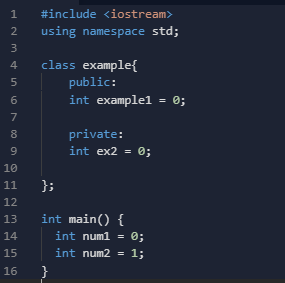 1 #include <iostream>
2 using namespace std;
3
4 class example{
5     public:
6     int example1 = 0;
7
8     private:
9     int ex2 = 0;
10
11 };
12
13 int main() {
14   int num1 = 0;
15   int num2 = 1;
16 }